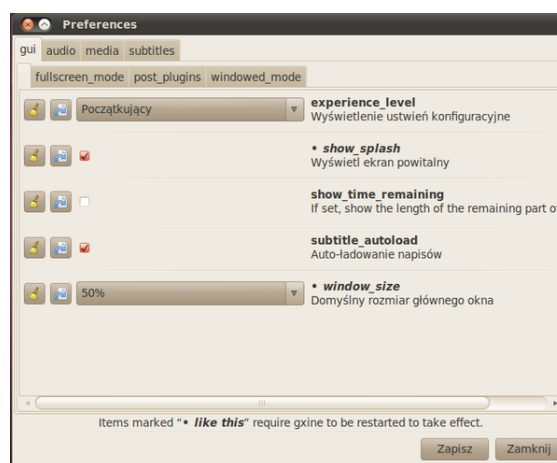 Preferences
gui audio media subtitles
fullscreen_mode post_plugins windowed_mode
Początkujący
experience_level
Wyświetlenie ustwień konfiguracyjne
• show_splash
Wyświetl ekran powitalny
show_time_remaining
If set, show the length of the remaining part
subtitle_autoload
Auto-ładowanie napisów
50%
• window_size
Domyślny rozmiar głównego okna
Items marked “• like this” require gxine to be restarted to take effect.
Zapisz Zamknij